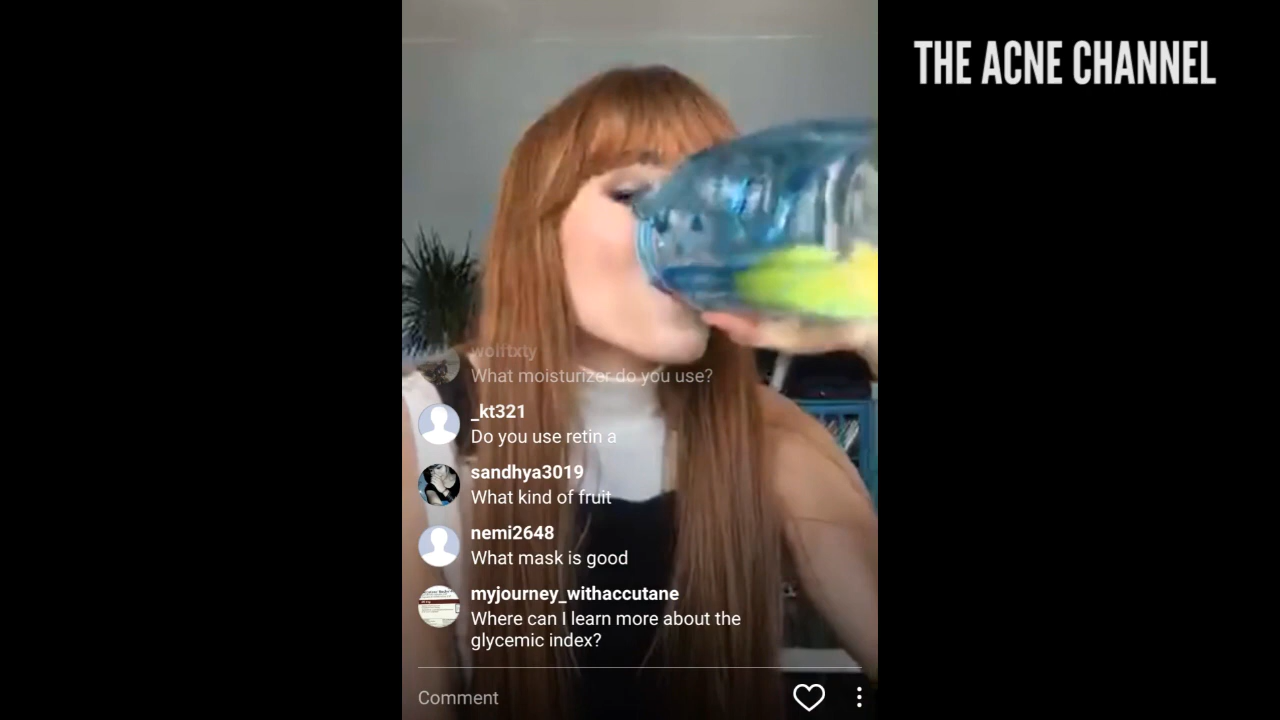 THE ACNE CHANNEL
wolftxty
What moisturizer do you use?
_kt321
Do you use retin a
sandhya3019
What kind of fruit
nemi2648
What mask is good
myjourney_withaccutane
Where can I learn more about the
glycemic index?
Comment